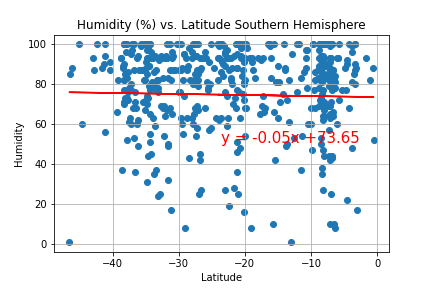 Humidity (%) vs. Latitude Southern Hemisphere
100
80
60
40
20
0
Humidity
y = -0.05x +73.65
−40
−30
−20
−10
0
Latitude